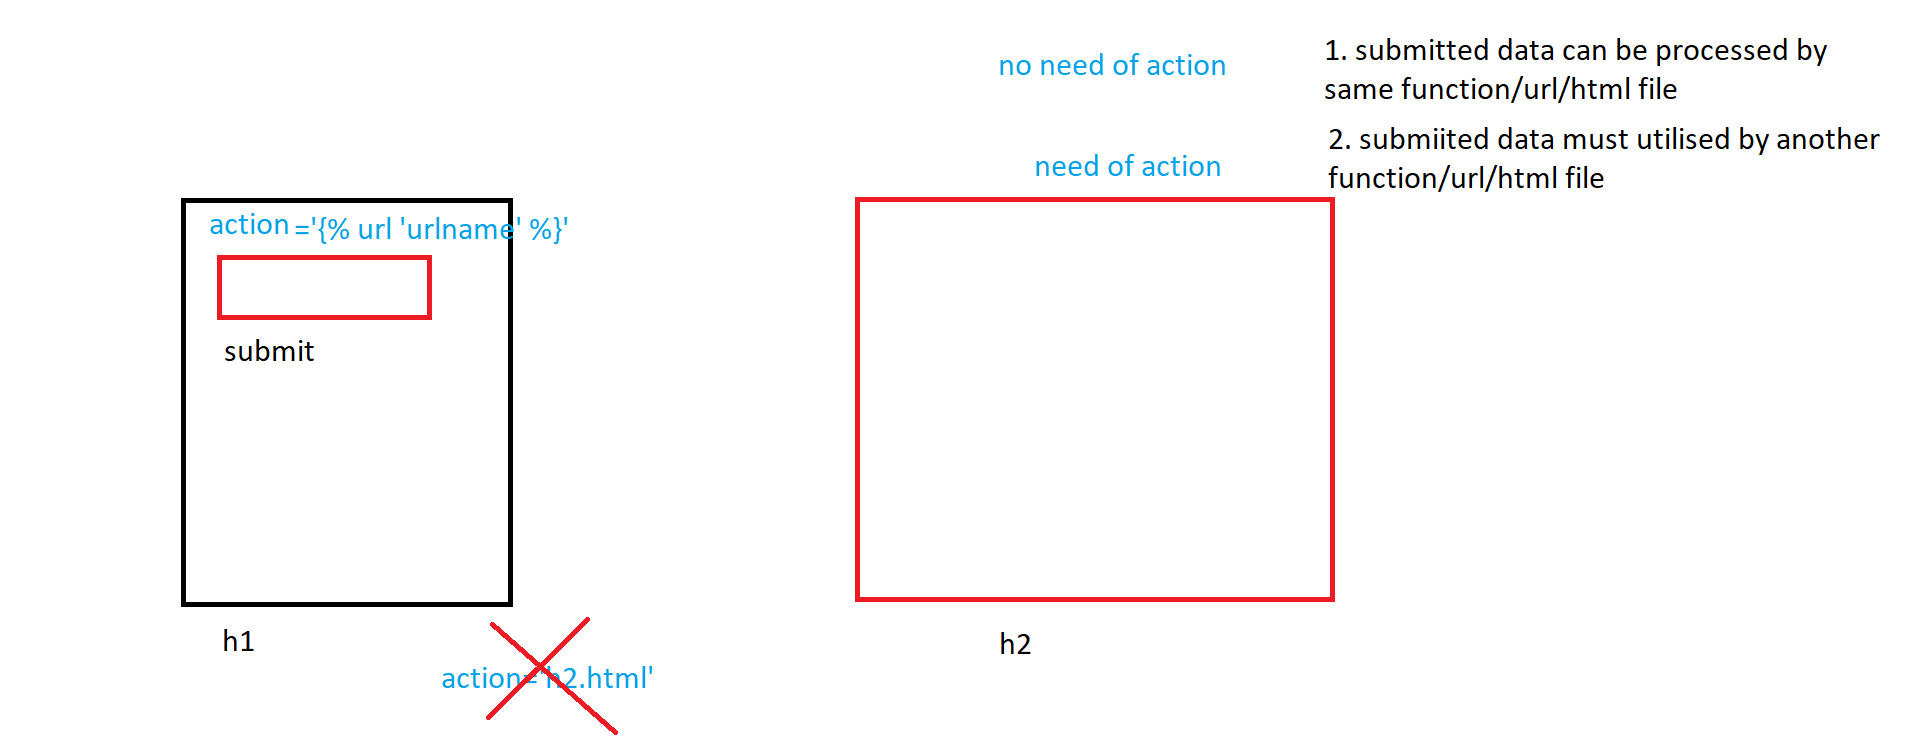 no need of action
1. submitted data can be processed by
same function/url/html file
need of action
2. submiited data must utilised by another
function/url/html file
action ='{% url 'urlname' %}'
submit
h1
h2
action='h2.html'